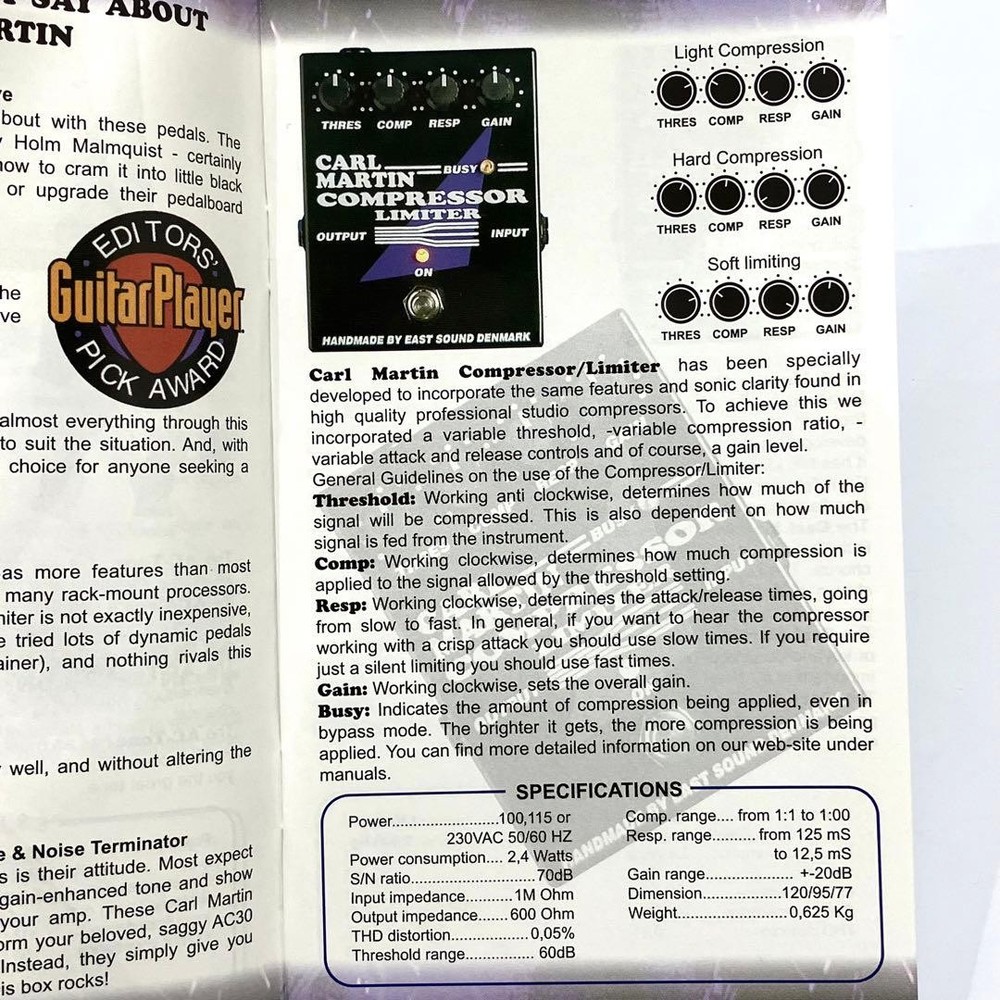 T SAY ABOUT
RTIN
ve
bout with these pedals. The
Holm Malmquist - certainly
how to cram it into little black
or upgrade their pedalboard
EDITORS'
GuitarPlayer
PICK AWARD
he
ve
almost everything through this
to suit the situation. And, with
choice for anyone seeking a
as more features than most
many rack-mount processors.
niter is not exactly inexpensive,
e tried lots of dynamic pedals
ainer), and nothing rivals this
well, and without altering the
e & Noise Terminator
s is their attitude. Most expect
gain-enhanced tone and show
your amp. These Carl Martin
orm your beloved, saggy AC30
Instead, they simply give you
is box rocks!
THRES COMP RESP GAIN
CARL
MARTIN
BUSY
COMPRESSOR
LIMITER
OUTPUT INPUT
ON
HANDMADE BY EAST SOUND DENMARK
Light Compression
THRES COMP RESP GAIN
Hard Compression
THRES COMP RESP GAIN
Soft limiting
THRES COMP RESP GAIN
Carl Martin Compressor/Limiter has been specially
developed to incorporate the same features and sonic clarity found in
high quality professional studio compressors. To achieve this we
incorporated a variable threshold, -variable compression ratio, -
variable attack and release controls and of course, a gain level.
General Guidelines on the use of the Compressor/Limiter:
Threshold: Working anti clockwise, determines how much of the
signal will be compressed. This is also dependent on how much
signal is fed from the instrument.
Comp: Working clockwise, determines how much compression is
applied to the signal allowed by the threshold setting.
Resp: Working clockwise, determines the attack/release times, going
from slow to fast. In general, if you want to hear the compressor
working with a crisp attack you should use slow times. If you require
just a silent limiting you should use fast times.
Gain: Working clockwise, sets the overall gain.
Busy: Indicates the amount of compression being applied, even in
bypass mode. The brighter it gets, the more compression is being
applied. You can find more detailed information on our web-site under
manuals.
SPECIFICATIONS
Power......................100,115 or
230VAC 50/60 HZ
Power consumption.... 2,4 Watts
S/N ratio..........................70dB
Input impedance...........1M Ohm
Output impedance.......600 Ohm
THD distortion.................0,05%
Threshold range................ 60dB
Comp. range.... from 1:1 to 1:00
Resp. range..........from 125 mS
to 12,5 mS
Gain range.................. +-20dB
Dimension.................120/95/77
Weight........................0,625 Kg